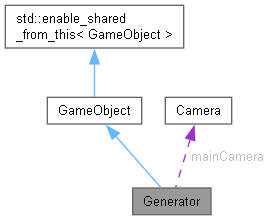 std::enable_shared
_from_this< GameObject >
GameObject
Camera
mainCamera
Generator